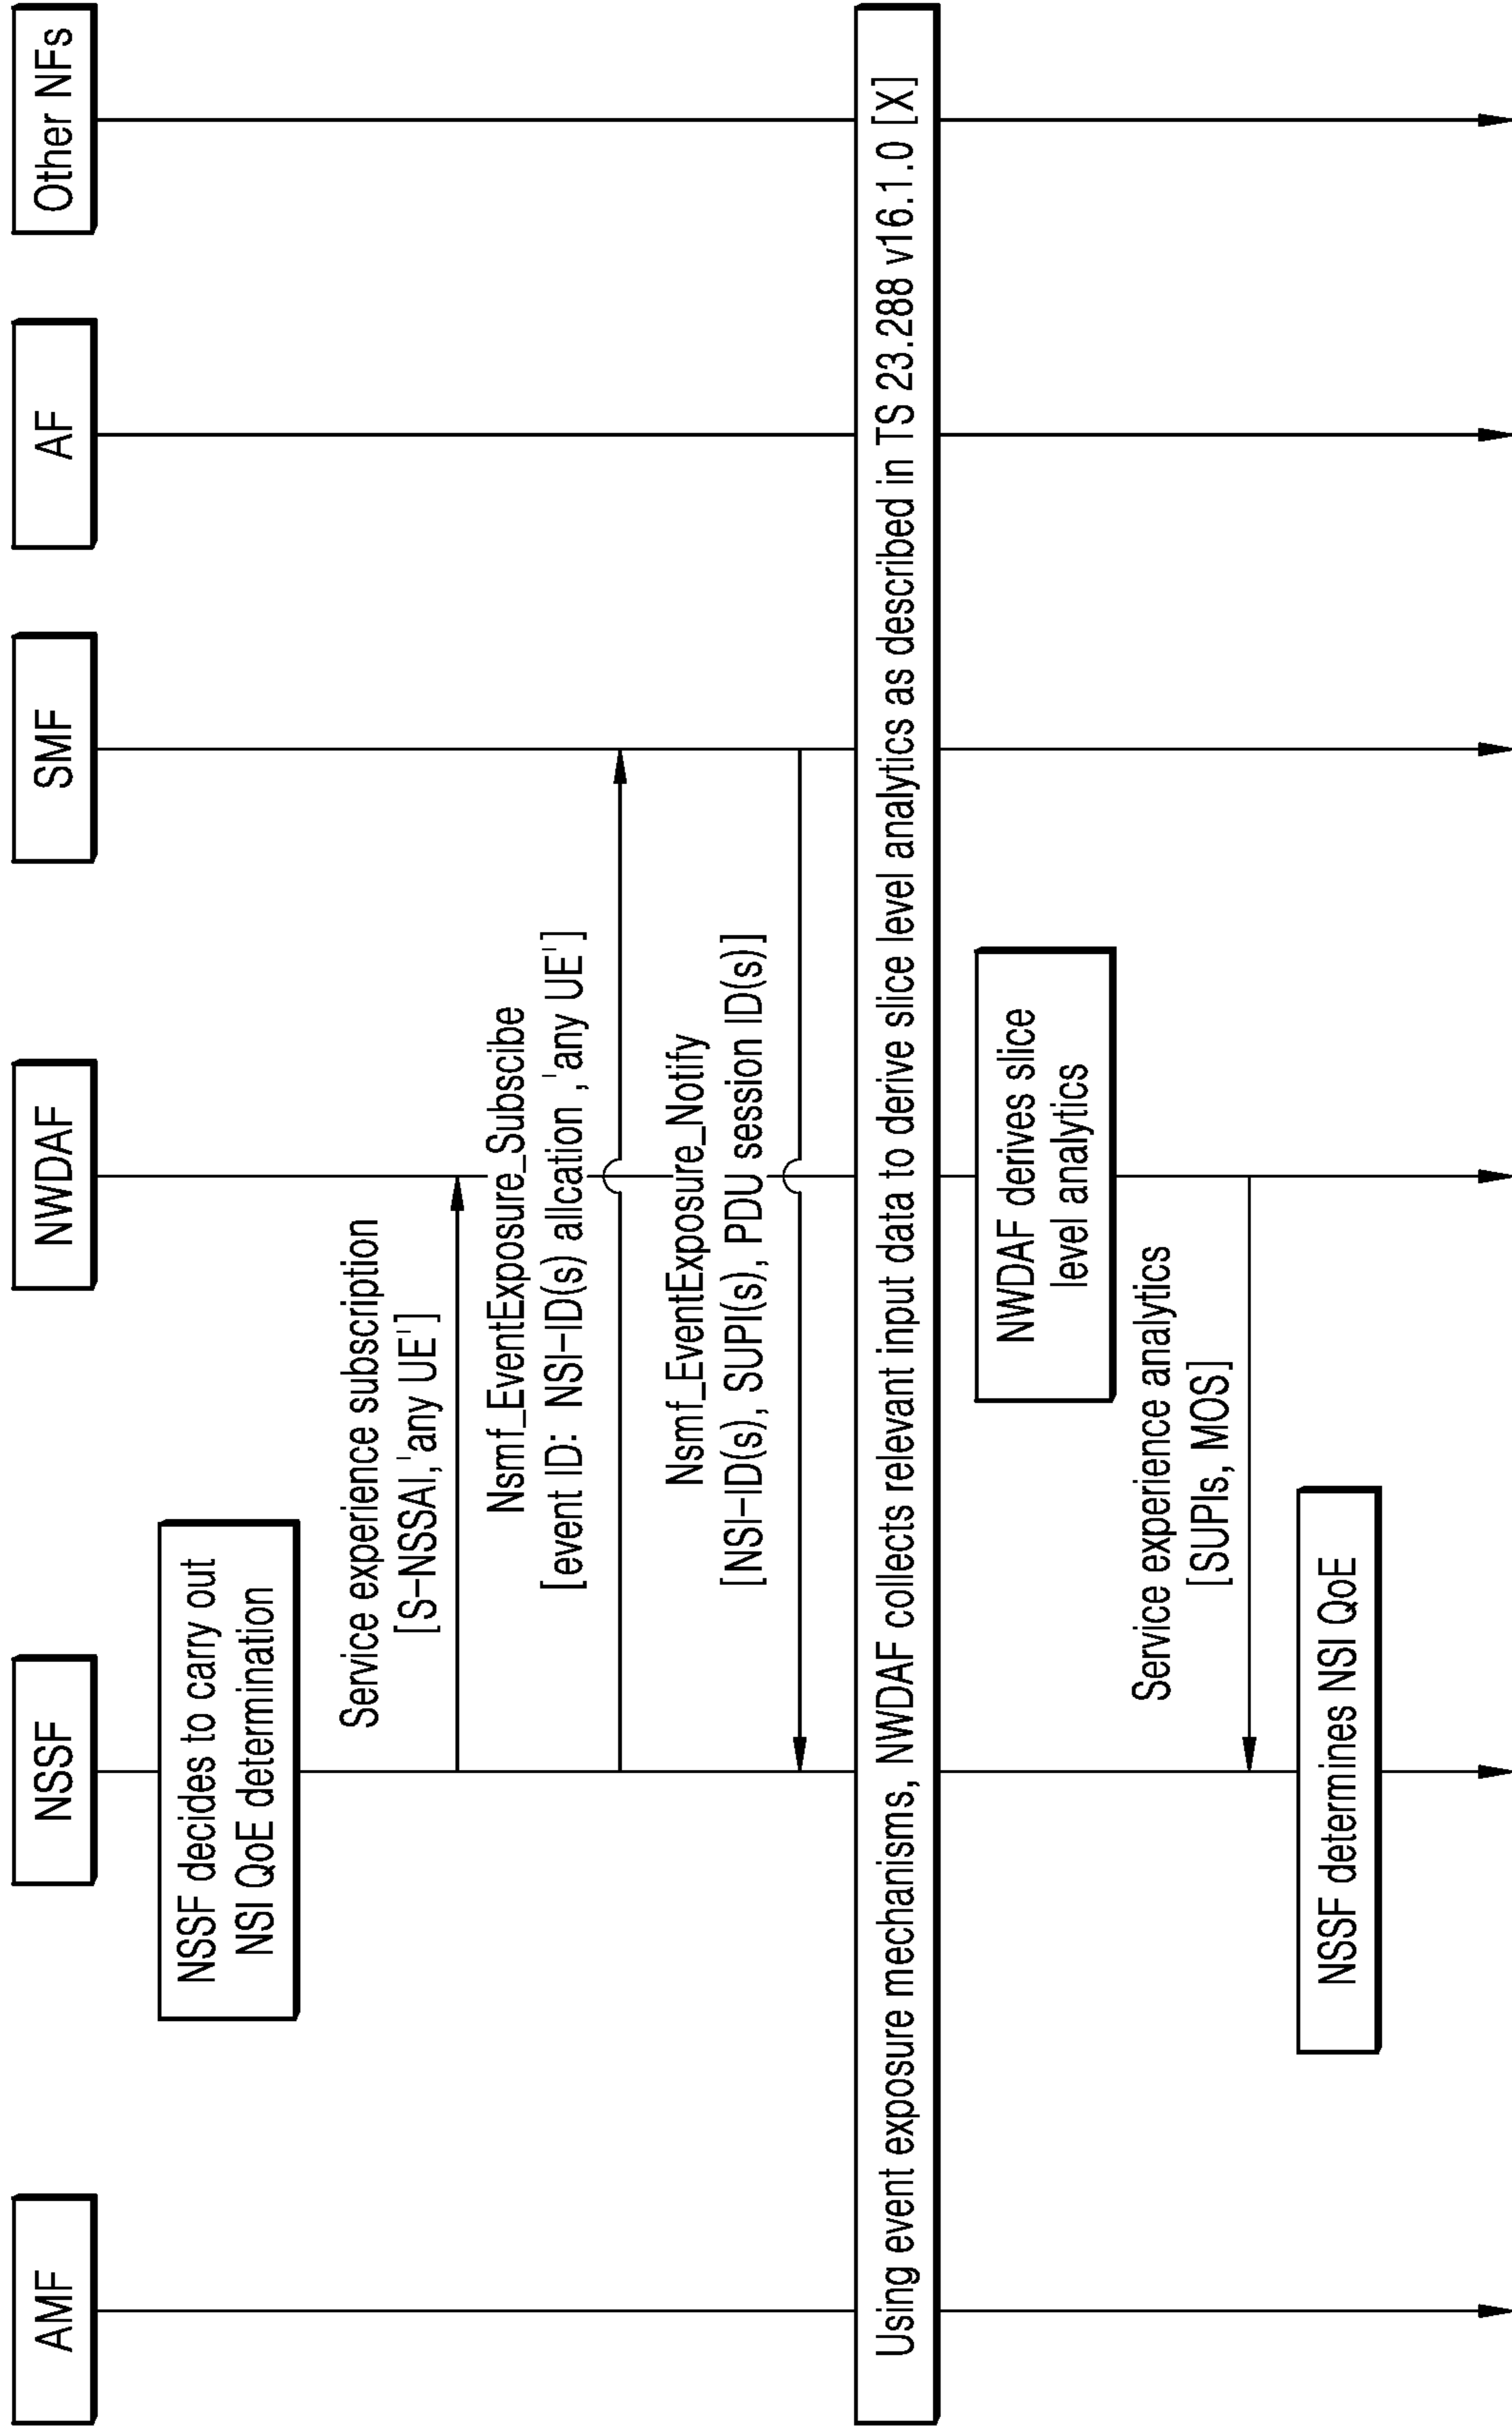 AMF
NSSF
NWDAF
SMF
AF
Other NFs
NSSF decides to carry out
NSI QoE determination
Service experience subscription
[S-NSSAI,'any UE']
Nsmf_EventExposure_Subscibe
[event ID: NSI-ID(s) allcation ,'any UE']
Nsmf_EventExposure_Notify
[NSI-ID(s), SUPI(s), PDU session ID(s)]
Using event exposure mechanisms, NWDAF collects relevant input data to derive slice level analytics as described in TS 23.288 v16.1.0 [X]
NWDAF derives slice
level analytics
Service experience analytics
[SUPIs, MOS]
NSSF determines NSI QoE